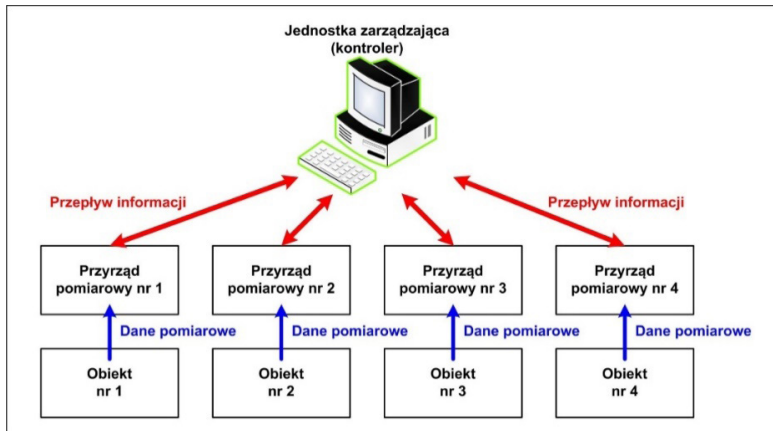 Jednostka zarządzająca
(kontroler)
Przepływ informacji
Przepływ informacji
Przyrząd
pomiarowy nr 1
Przyrząd
pomiarowy nr 2
Przyrząd
pomiarowy nr 3
Przyrząd
pomiarowy nr 4
Dane pomiarowe
Dane pomiarowe
Dane pomiarowe
Dane pomiarowe
Obiekt
nr 1
Obiekt
nr 2
Obiekt
nr 3
Obiekt
nr 4